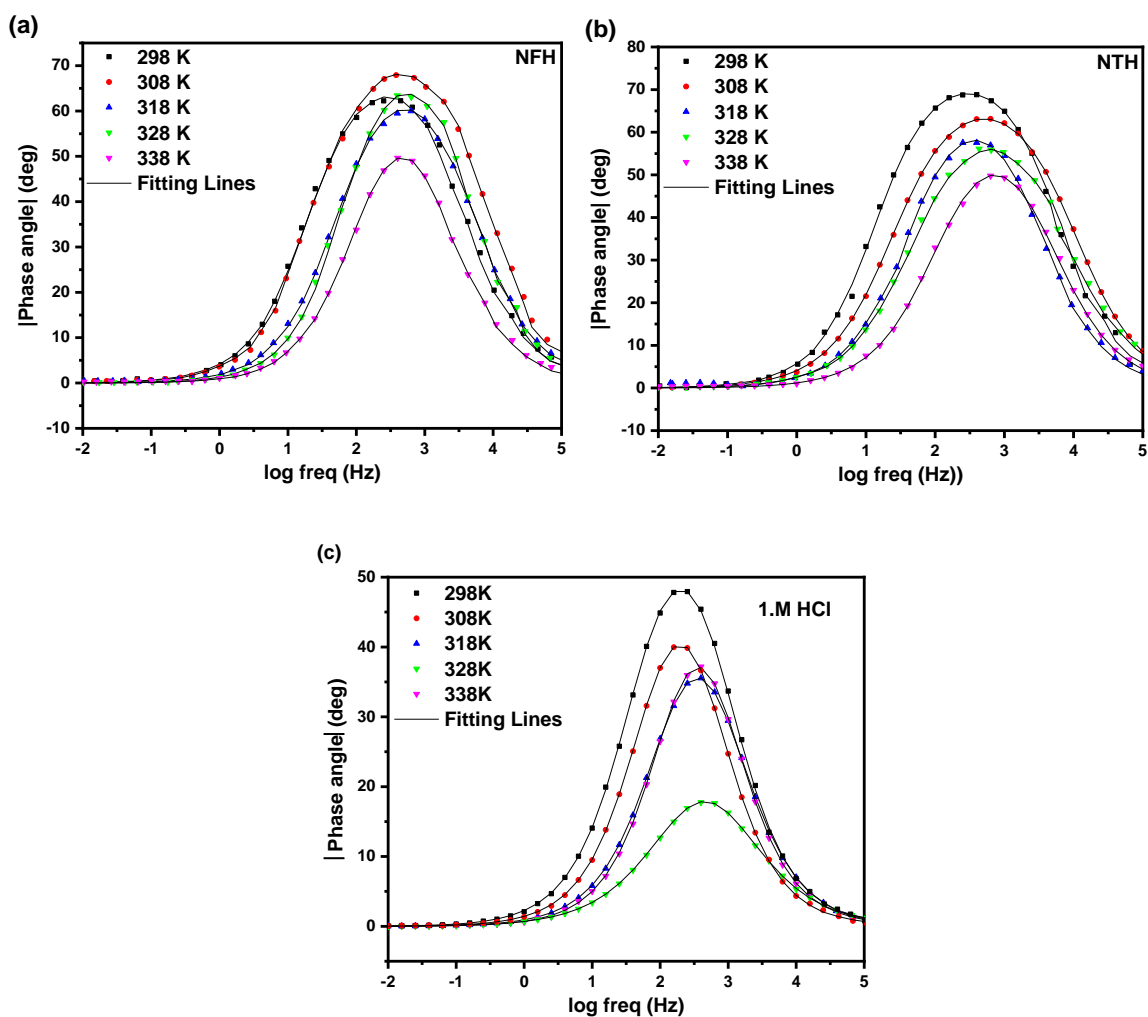 (a)
NFH
298 K
308 K
318 K
328 K
338 K
Fitting Lines
|Phase angle| (deg)
70
60
50
40
30
20
10
0
-10
-2 -1 0 1 2 3 4 5
log freq (Hz)
(b)
NTH
298 K
308 K
318 K
328 K
338 K
Fitting Lines
|Phase angle| (deg)
80
70
60
50
40
30
20
10
0
-10
-2 -1 0 1 2 3 4 5
log freq (Hz))
(c)
1.M HCl
298K
308K
318K
328K
338K
Fitting Lines
|Phase angle| (deg)
50
40
30
20
10
0
-2 -1 0 1 2 3 4 5
log freq (Hz)